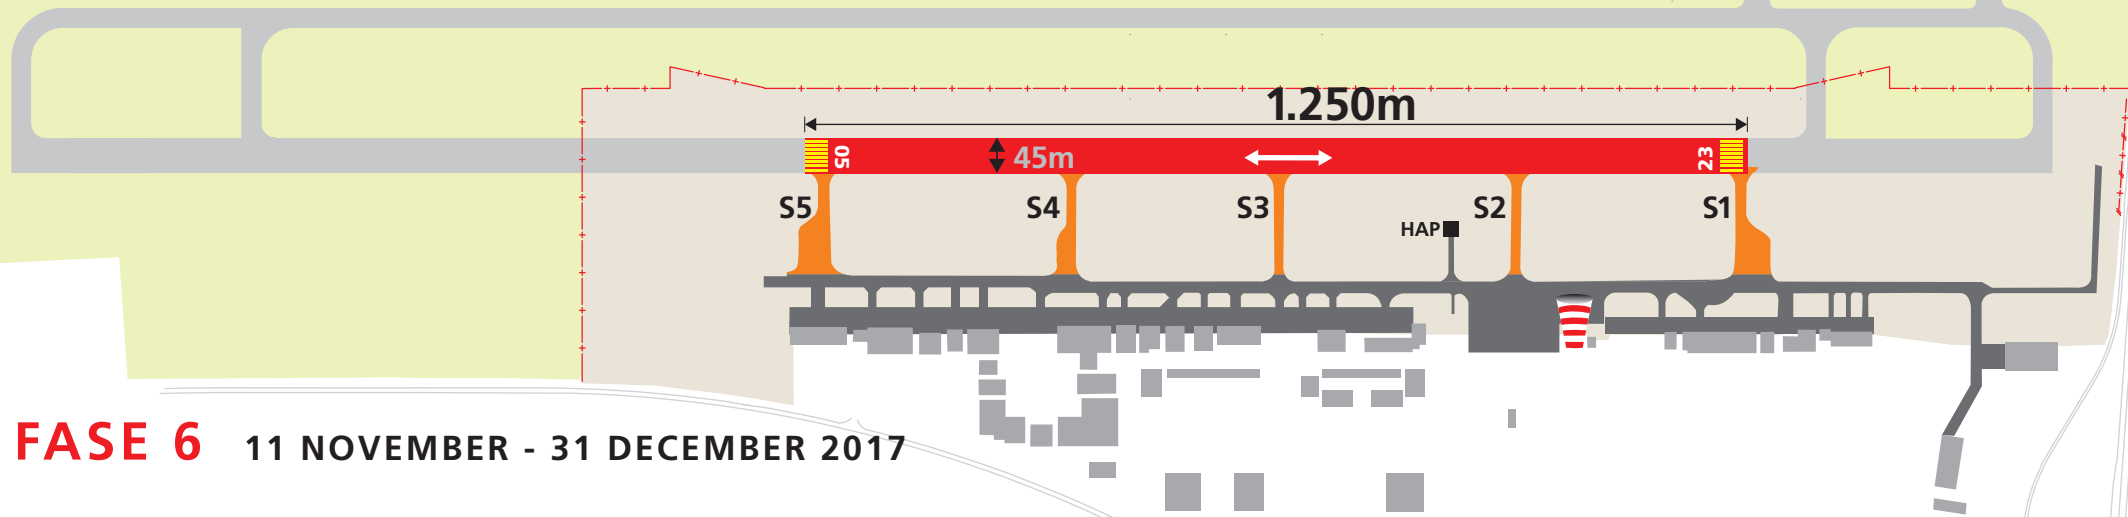 1.250m
05
45m
23
S5
S4
S3
S2
S1
HAP
FASE 6 11 NOVEMBER - 31 DECEMBER 2017